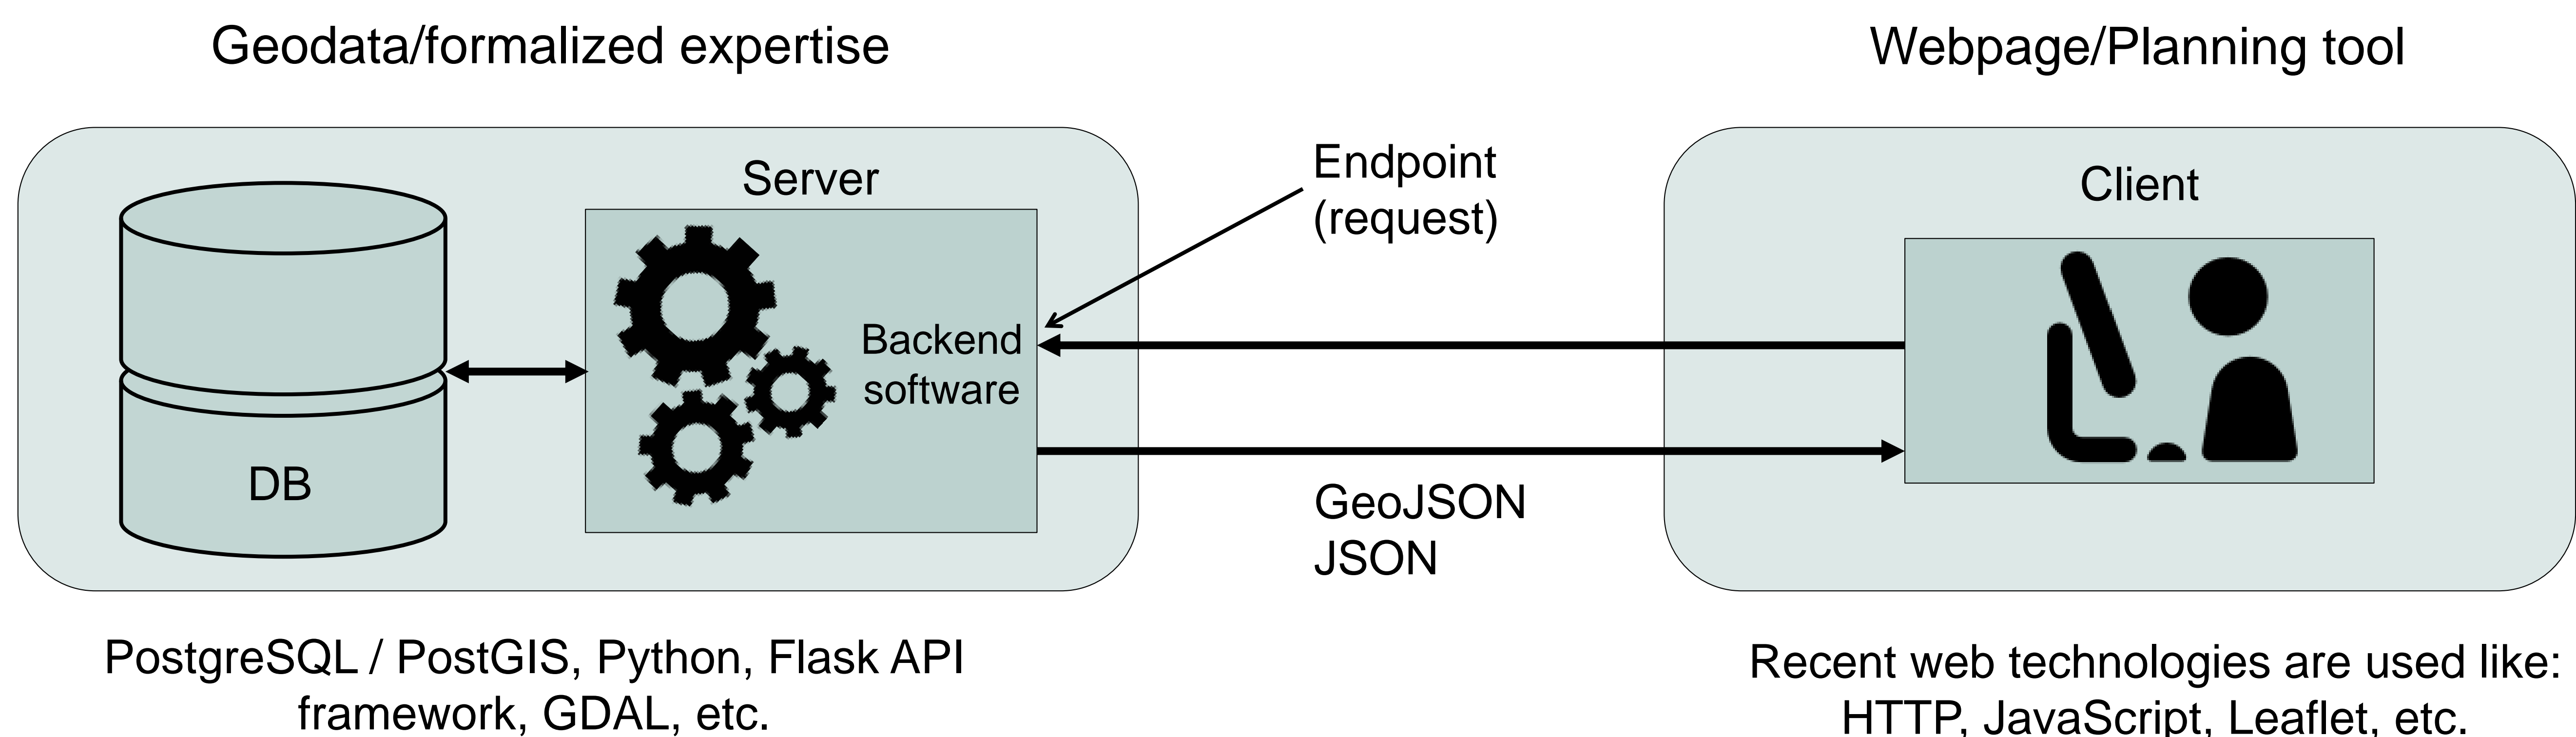 Geodata/formalized expertise
Webpage/Planning tool
Server
Endpoint
(request)
Client
Backend
software
DB
GeoJSON
JSON
PostgreSQL / PostGIS, Python, Flask API
framework, GDAL, etc.
Recent web technologies are used like:
HTTP, JavaScript, Leaflet, etc.